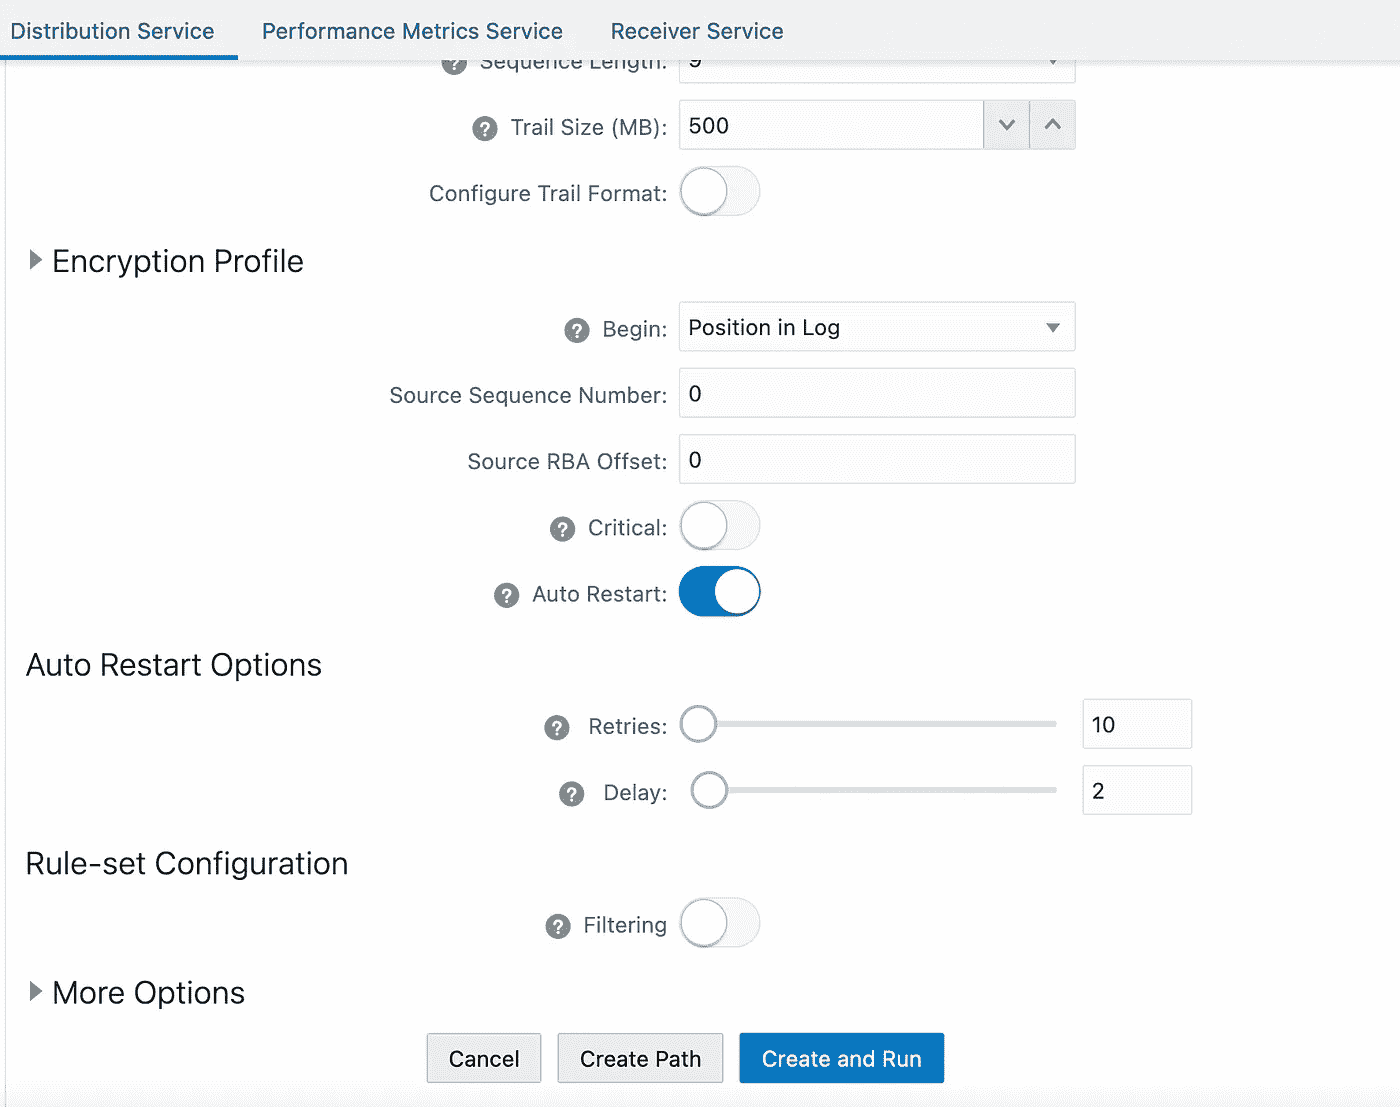 Distribution Service Performance Metrics Service Receiver Service
? Sequence Length: 9
? Trail Size (MB): 500
Configure Trail Format:
Encryption Profile
? Begin: Position in Log
Source Sequence Number: 0
Source RBA Offset: 0
? Critical:
? Auto Restart:
Auto Restart Options
? Retries: 10
? Delay: 2
Rule-set Configuration
? Filtering
More Options
Cancel Create Path Create and Run